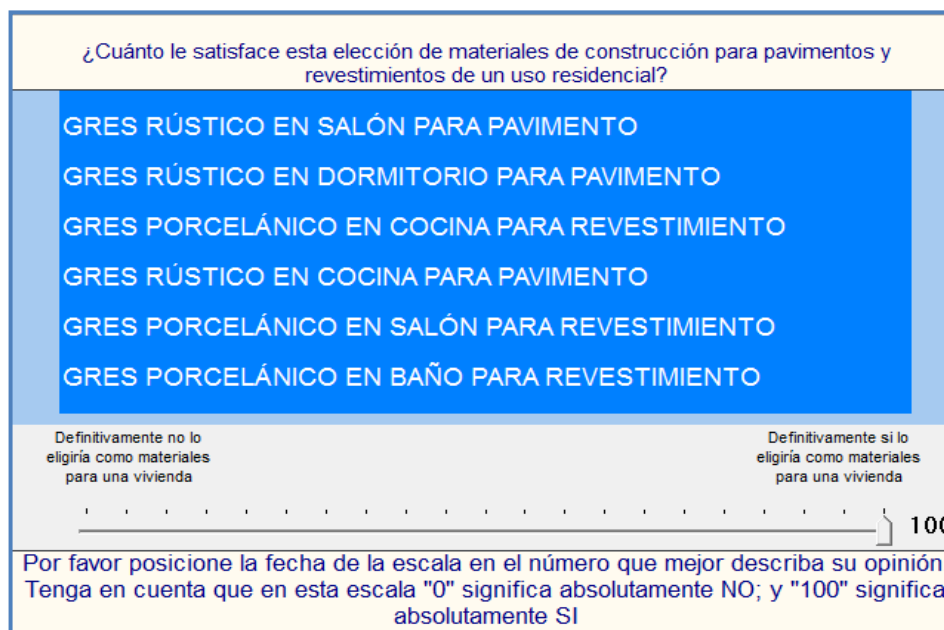 ¿Cuánto le satisface esta elección de materiales de construcción para pavimentos y
revestimientos de un uso residencial?
GRES RÚSTICO EN SALÓN PARA PAVIMENTO
GRES RÚSTICO EN DORMITORIO PARA PAVIMENTO
GRES PORCELÁNICO EN COCINA PARA REVESTIMIENTO
GRES RÚSTICO EN COCINA PARA PAVIMENTO
GRES PORCELÁNICO EN SALÓN PARA REVESTIMIENTO
GRES PORCELÁNICO EN BAÑO PARA REVESTIMIENTO
Definitivamente no lo
eligiría como materiales
para una vivienda
Definitivamente si lo
eligiría como materiales
para una vivienda
100
Por favor posicione la fecha de la escala en el número que mejor describa su opinión
Tenga en cuenta que en esta escala "0" significa absolutamente NO; y "100" significa
absolutamente SI